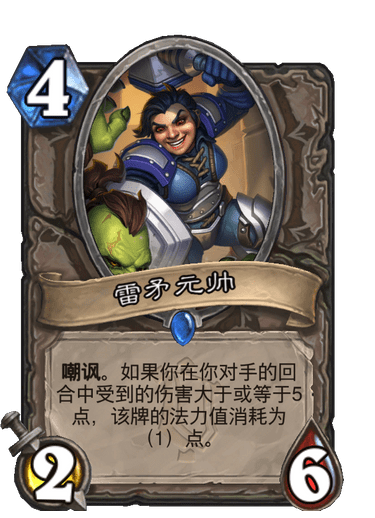 4
雷矛元帅
嘲讽。如果你在你对手的回
合中受到的伤害大于或等于5
点，该牌的法力值消耗为
（1）点。
2
6